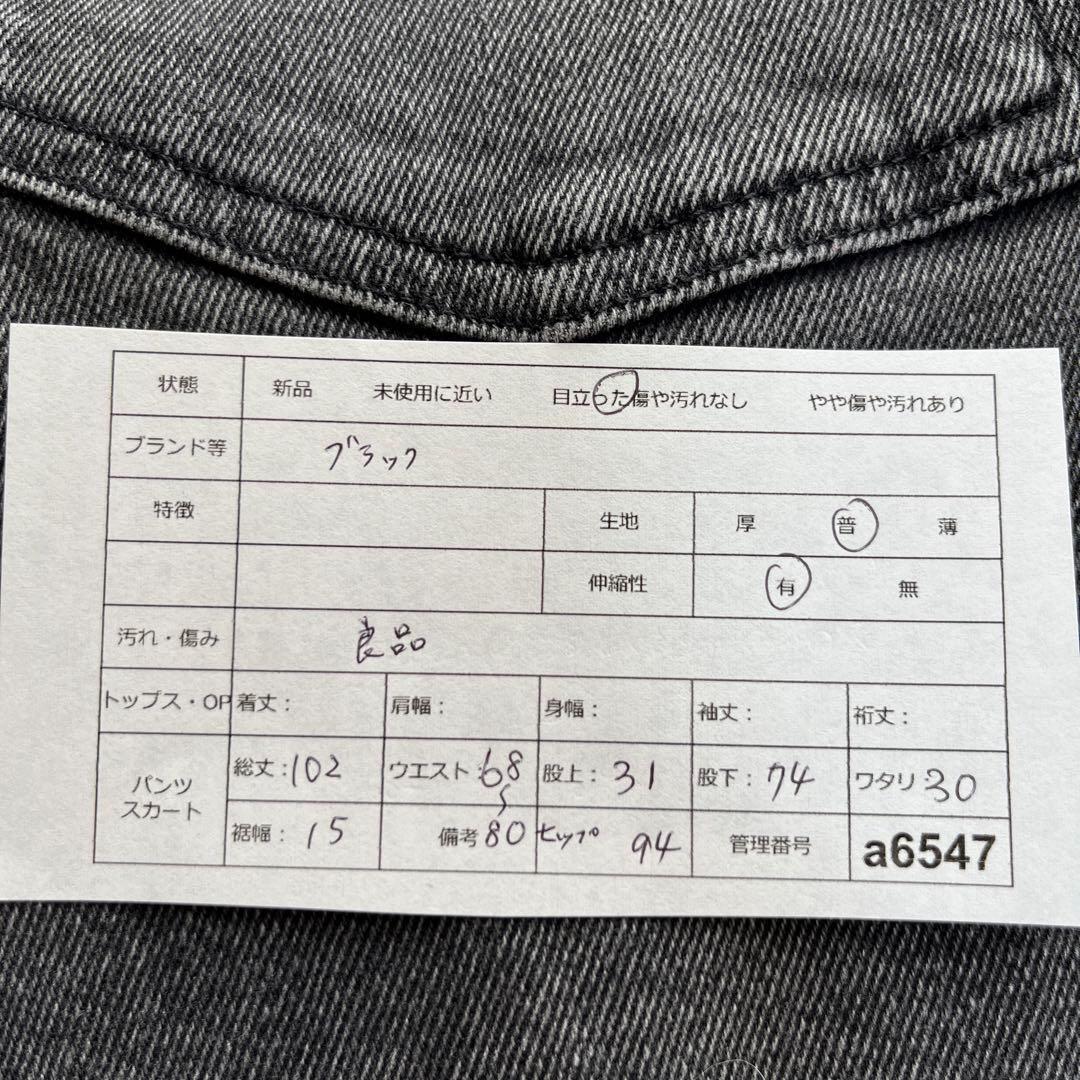 状態 新品 未使用に近い 目立った傷や汚れなし やや傷や汚れあり
ブランド等 ブラック
特徴 生地 厚 普 薄
伸縮性 有 無
汚れ・傷み 良品
トップス・OP 着丈： 肩幅： 身幅： 袖丈： 裄丈：
パンツ スカート 総丈：102 ウエスト：68 股上：31 股下：74 ワタリ：30
裾幅：15 備考 〜80 ヒップ 94 管理番号 a6547